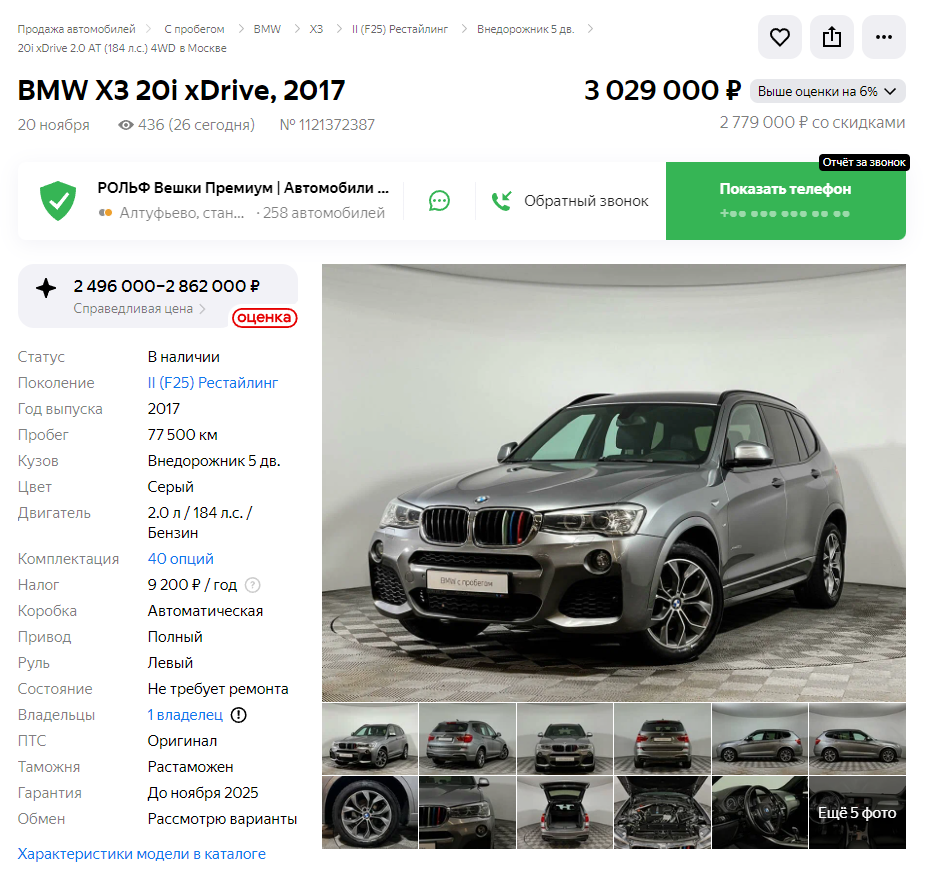 Продажа автомобилей > С пробегом > BMW > X3 > II (F25) Рестайлинг > Внедорожник 5 дв. >
20i xDrive 2.0 AT (184 л.с.) 4WD в Москве
BMW X3 20i xDrive, 2017
3 029 000 ₽ Выше оценки на 6%
20 ноября 436 (26 сегодня) № 1121372387
2 779 000 ₽ со скидками
Отчёт за звонок
РОЛЬФ Вешки Премиум | Автомобили ...
Алтуфьево, стан... · 258 автомобилей
Обратный звонок
Показать телефон
+●● ●●● ●●● ●● ●●
2 496 000–2 862 000 ₽
Справедливая цена >
оценка
Статус В наличии
Поколение II (F25) Рестайлинг
Год выпуска 2017
Пробег 77 500 км
Кузов Внедорожник 5 дв.
Цвет Серый
Двигатель 2.0 л / 184 л.с. /
Бензин
Комплектация 40 опций
Налог 9 200 ₽ / год ?
Коробка Автоматическая
Привод Полный
Руль Левый
Состояние Не требует ремонта
Владельцы 1 владелец
ПТС Оригинал
Таможня Растаможен
Гарантия До ноября 2025
Обмен Рассмотрю варианты
Характеристики модели в каталоге
BMW с пробегом
Ещё 5 фото